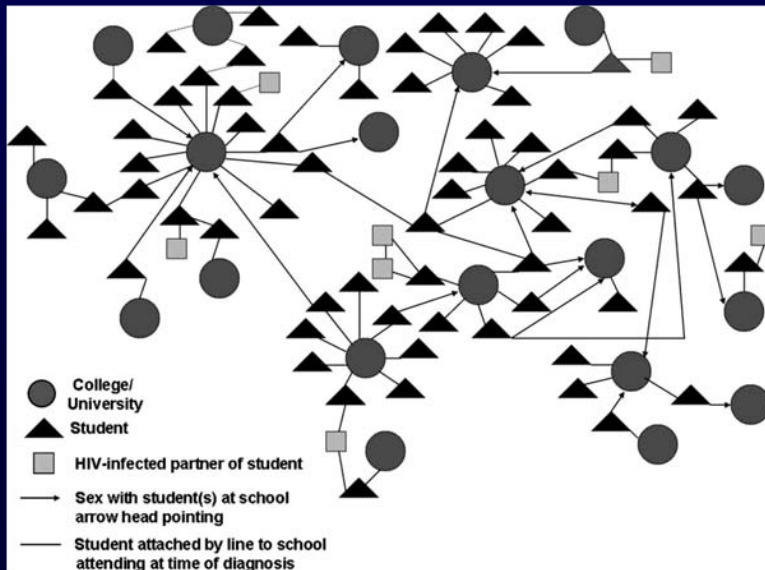 College/
University
Student
HIV-infected partner of student
Sex with student(s) at school
arrow head pointing
Student attached by line to school
attending at time of diagnosis